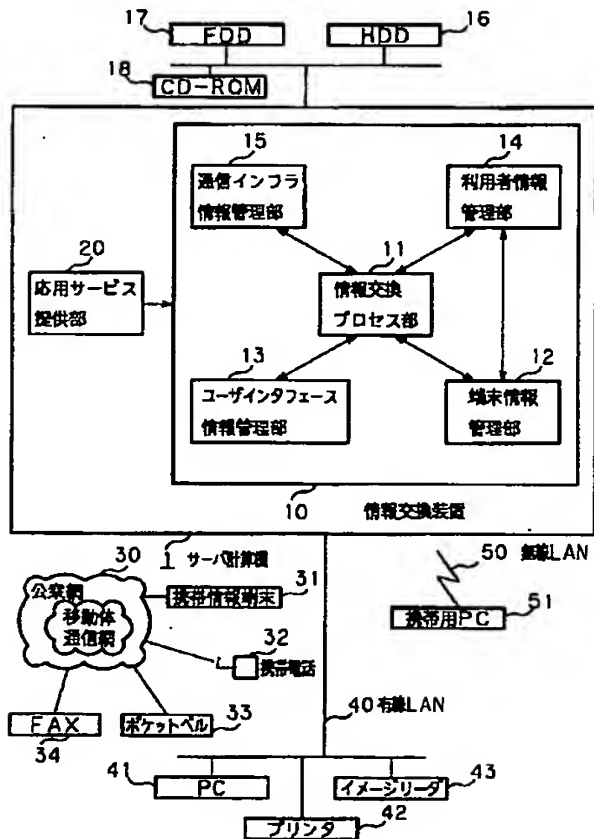 17
FDD
HDD
16
18
CD-ROM
15
通信インフラ
情報管理部
14
利用者情報
管理部
20
応用サービス
提供部
11
情報交換
プロセス部
13
ユーザインタフェース
情報管理部
12
端末情報
管理部
10
情報交換装置
1
サーバ計算機
30
公衆網
移動体
通信網
31
携帯情報端末
32
携帯電話
33
ポケットベル
FAX
34
50
無線LAN
51
携帯用PC
40
有線LAN
41
PC
43
イメージリーダ
42
プリンタ